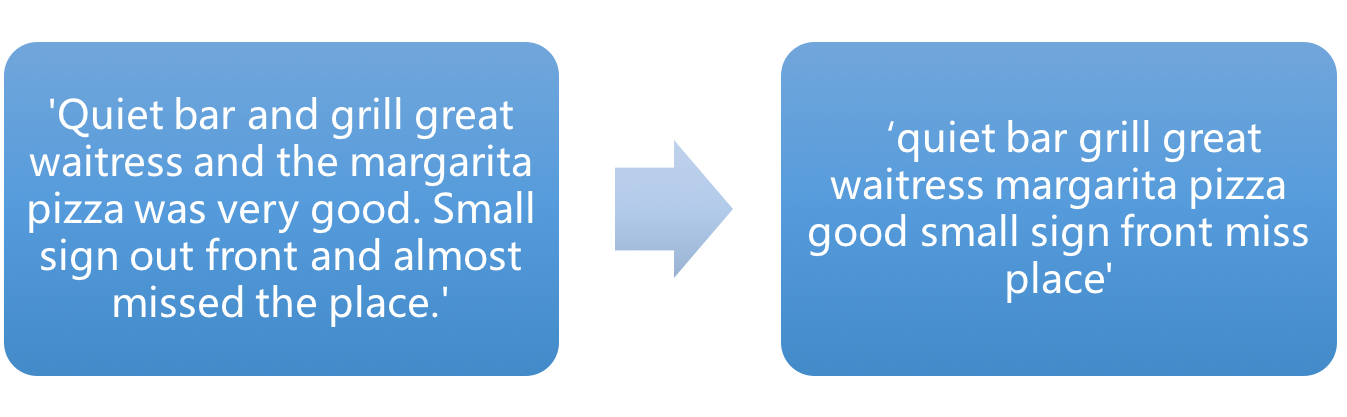 'Quiet bar and grill great
waitress and the margarita
pizza was very good. Small
sign out front and almost
missed the place.'
‘quiet bar grill great
waitress margarita pizza
good small sign front miss
place'